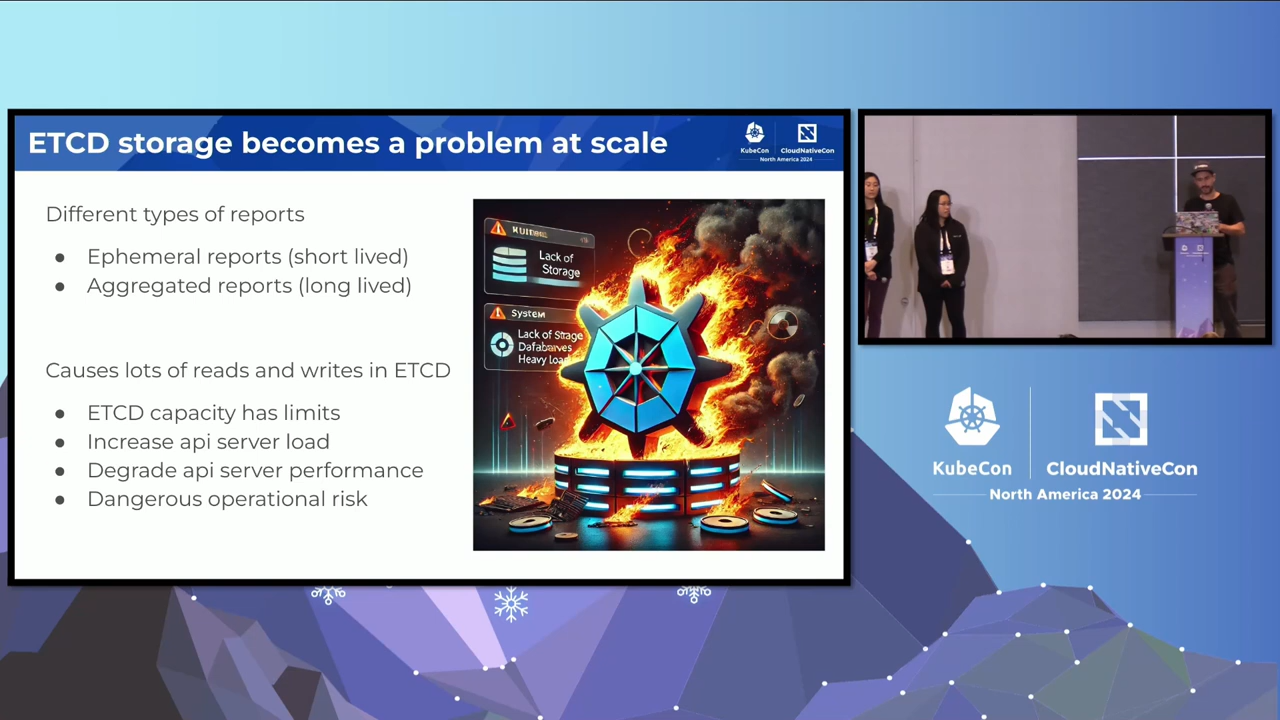 ETCD storage becomes a problem at scale
KubeCon
CloudNativeCon
North America 2024
Different types of reports
● Ephemeral reports (short lived)
● Aggregated reports (long lived)
Causes lots of reads and writes in ETCD
● ETCD capacity has limits
● Increase api server load
● Degrade api server performance
● Dangerous operational risk
Lack of
Storage
System
Lack of Strage
Databaves
Heavy Load
KubeCon
CloudNativeCon
North America 2024